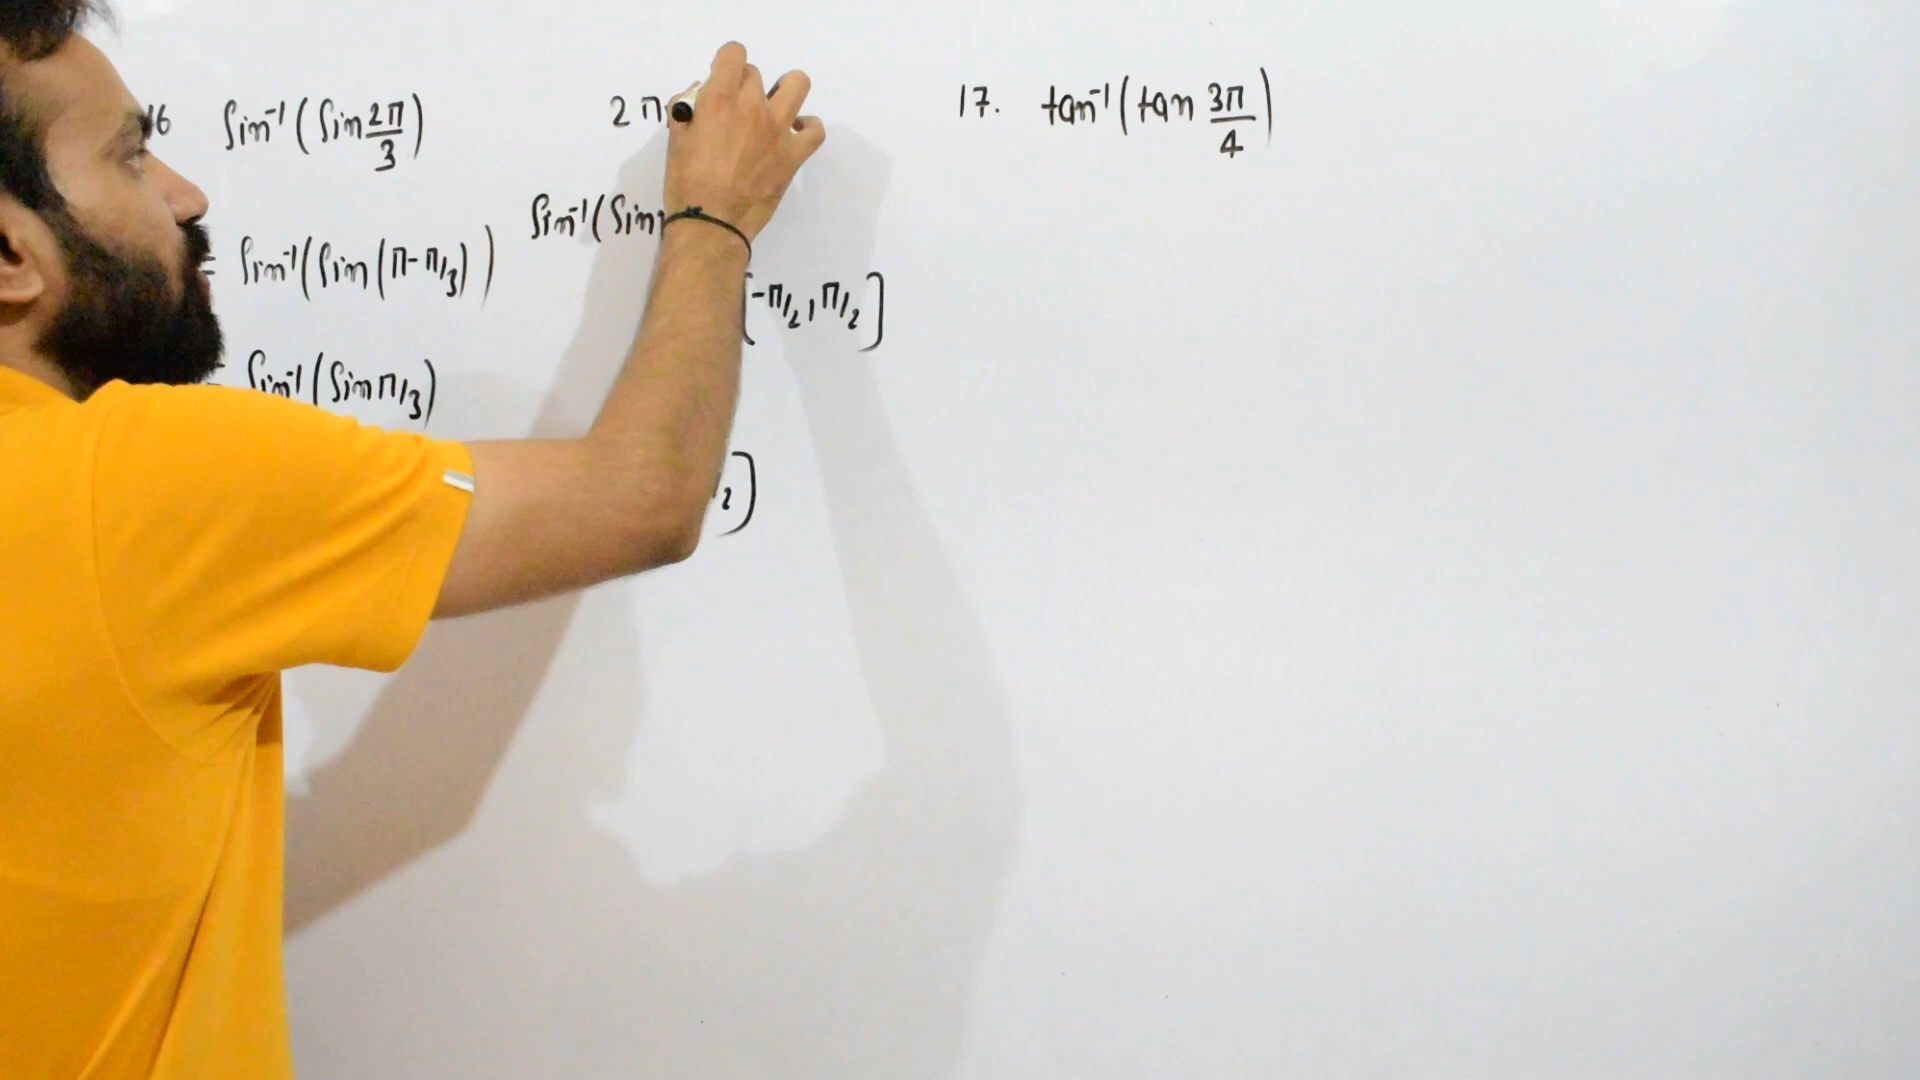 16 Sin⁻¹(Sin 2π/3)
= Sin⁻¹(Sin(π-π/3))
= Sin⁻¹(Sin π/3)
2π
Sin⁻¹(Sin
[-π/2, π/2]
2]
17. tan⁻¹(tan 3π/4)